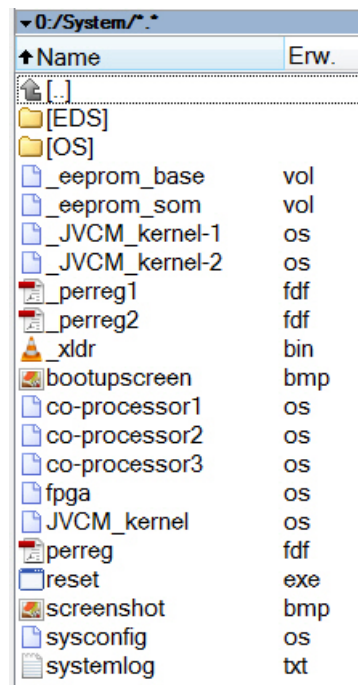 0:/System/*.*
Name Erw.
[..]
[EDS]
[OS]
_eeprom_base vol
_eeprom_som vol
_JVCM_kernel-1 os
_JVCM_kernel-2 os
_perreg1 fdf
_perreg2 fdf
_xldr bin
bootupscreen bmp
co-processor1 os
co-processor2 os
co-processor3 os
fpga os
JVCM_kernel os
perreg fdf
reset exe
screenshot bmp
sysconfig os
systemlog txt